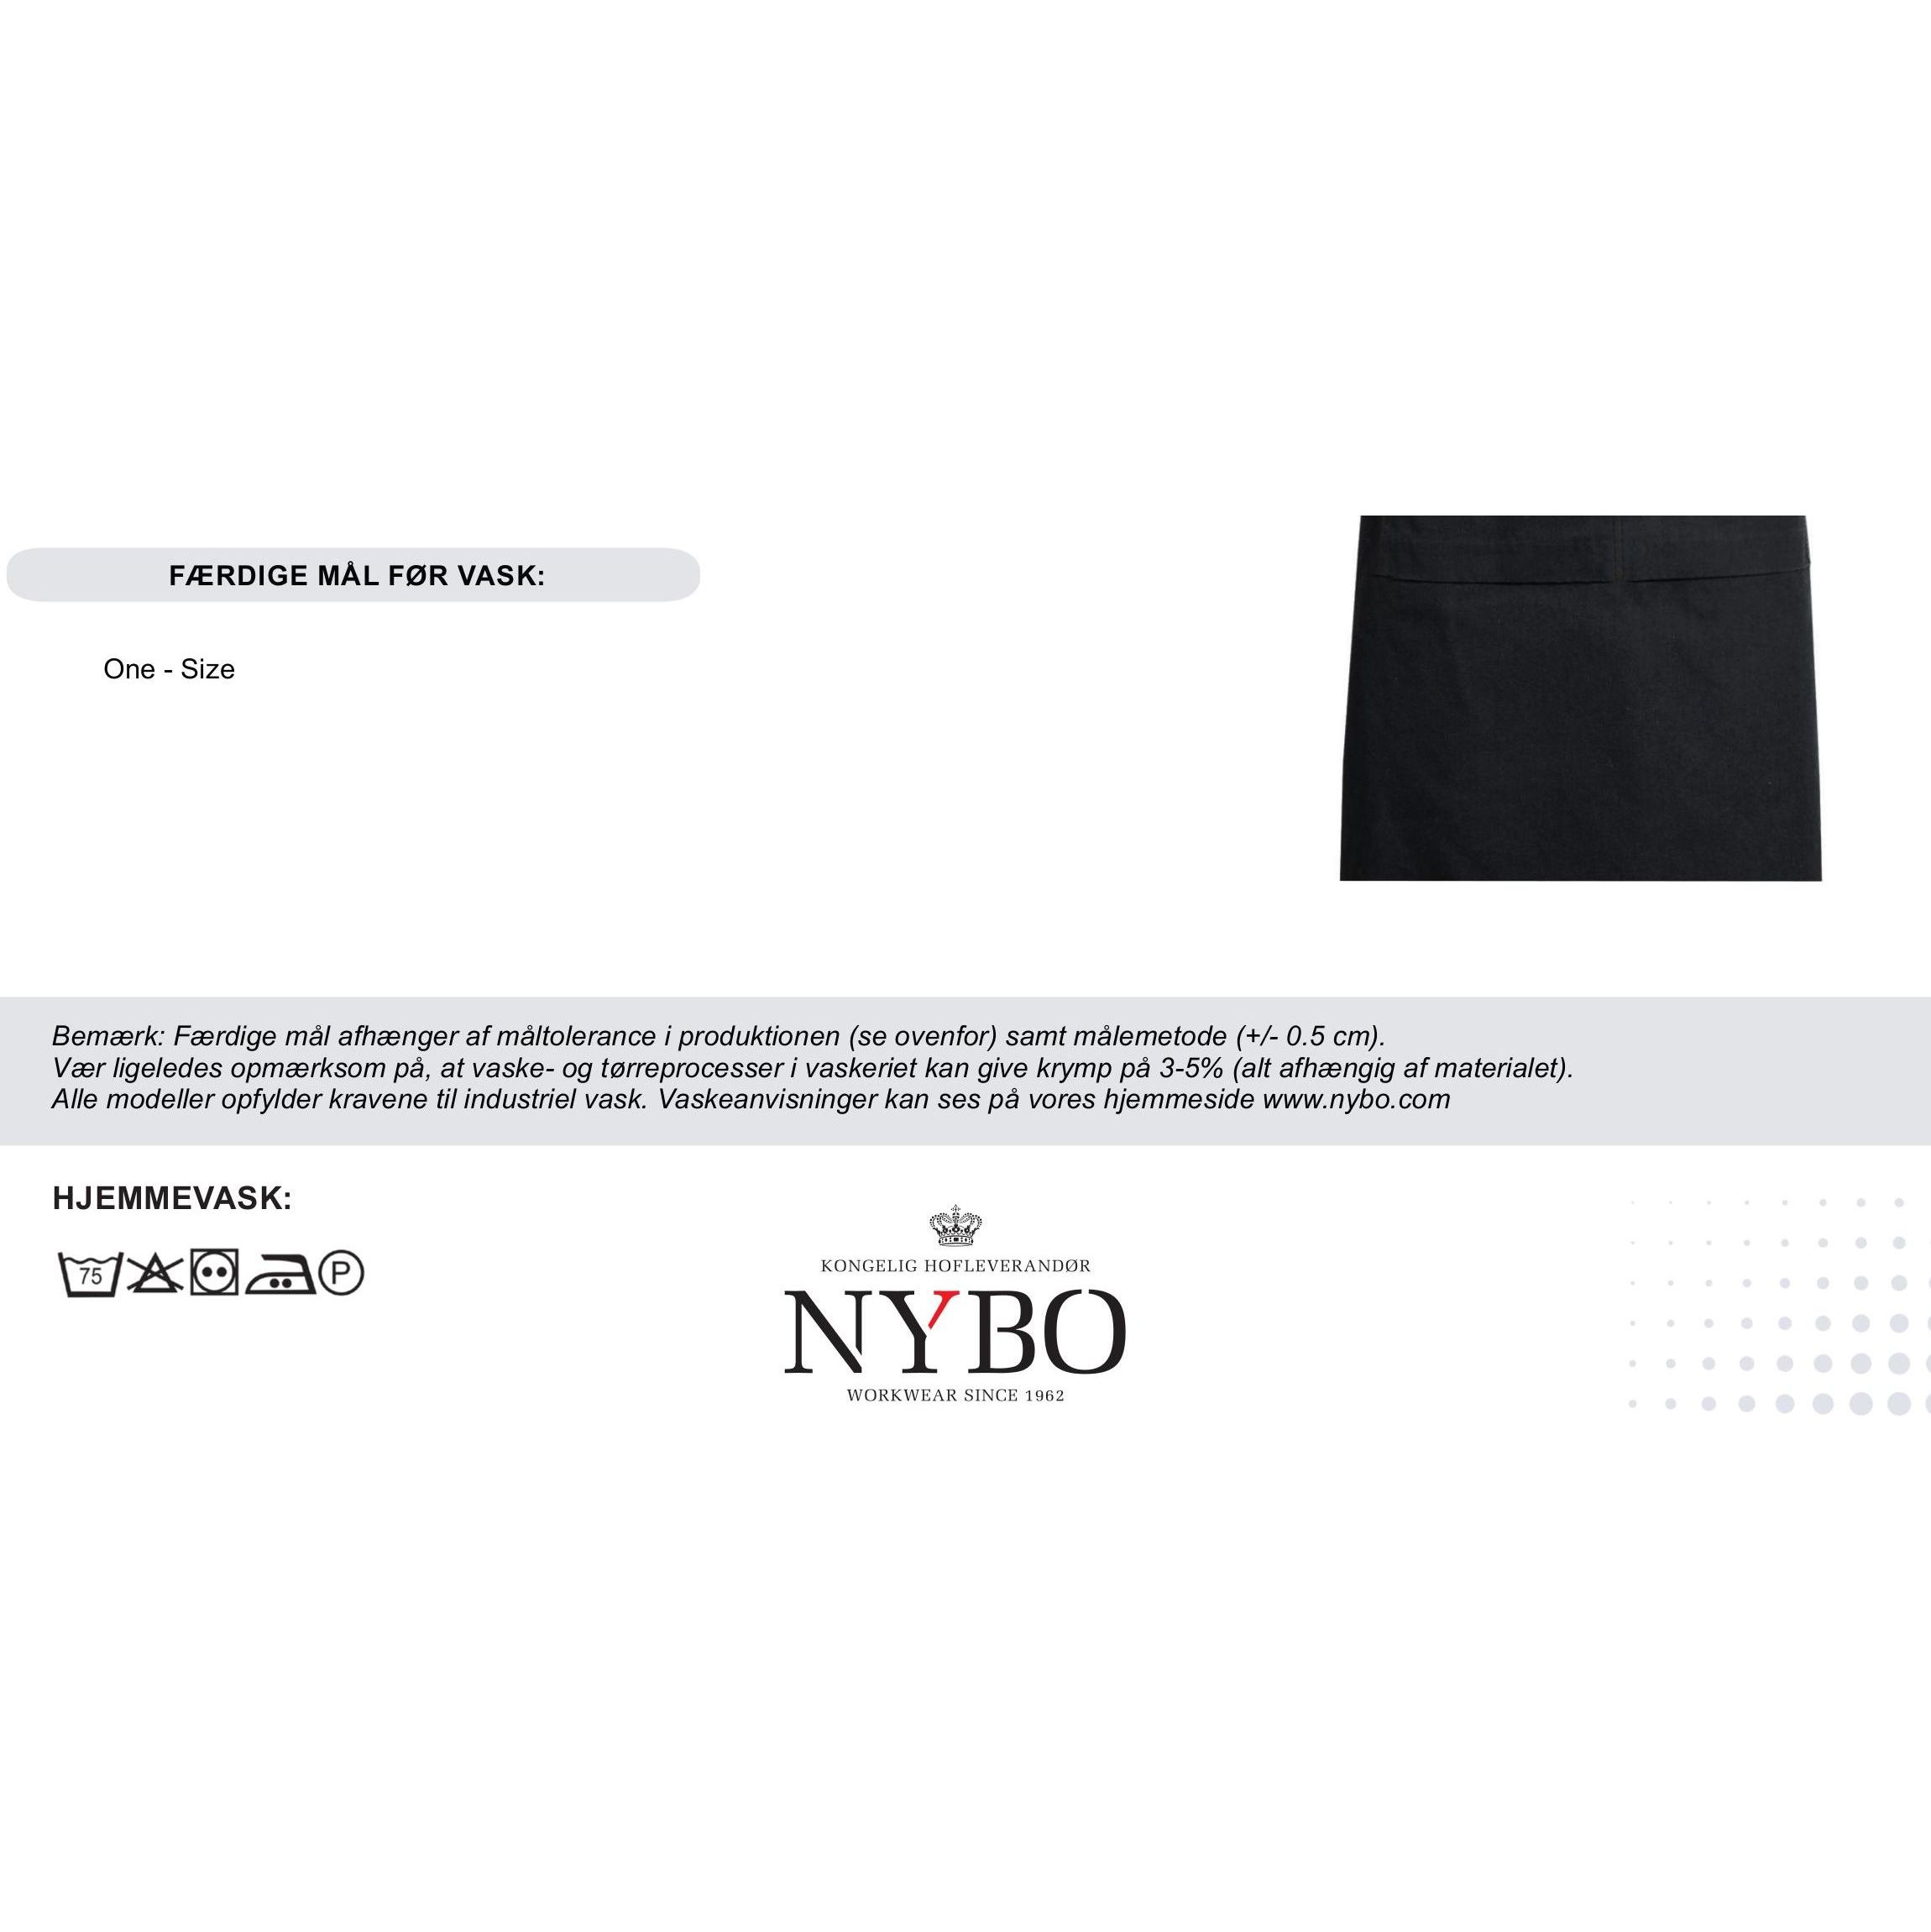 FÆRDIGE MÅL FØR VASK:
One - Size
Bemærk: Færdige mål afhænger af måltolerance i produktionen (se ovenfor) samt målemetode (+/- 0.5 cm).
Vær ligeledes opmærksom på, at vaske- og tørreprocesser i vaskeriet kan give krymp på 3-5% (alt afhængig af materialet).
Alle modeller opfylder kravene til industriel vask. Vaskeanvisninger kan ses på vores hjemmeside www.nybo.com
HJEMMEVASK:
75 P
KONGELIG HOFLEVERANDØR
NYBO
WORKWEAR SINCE 1962